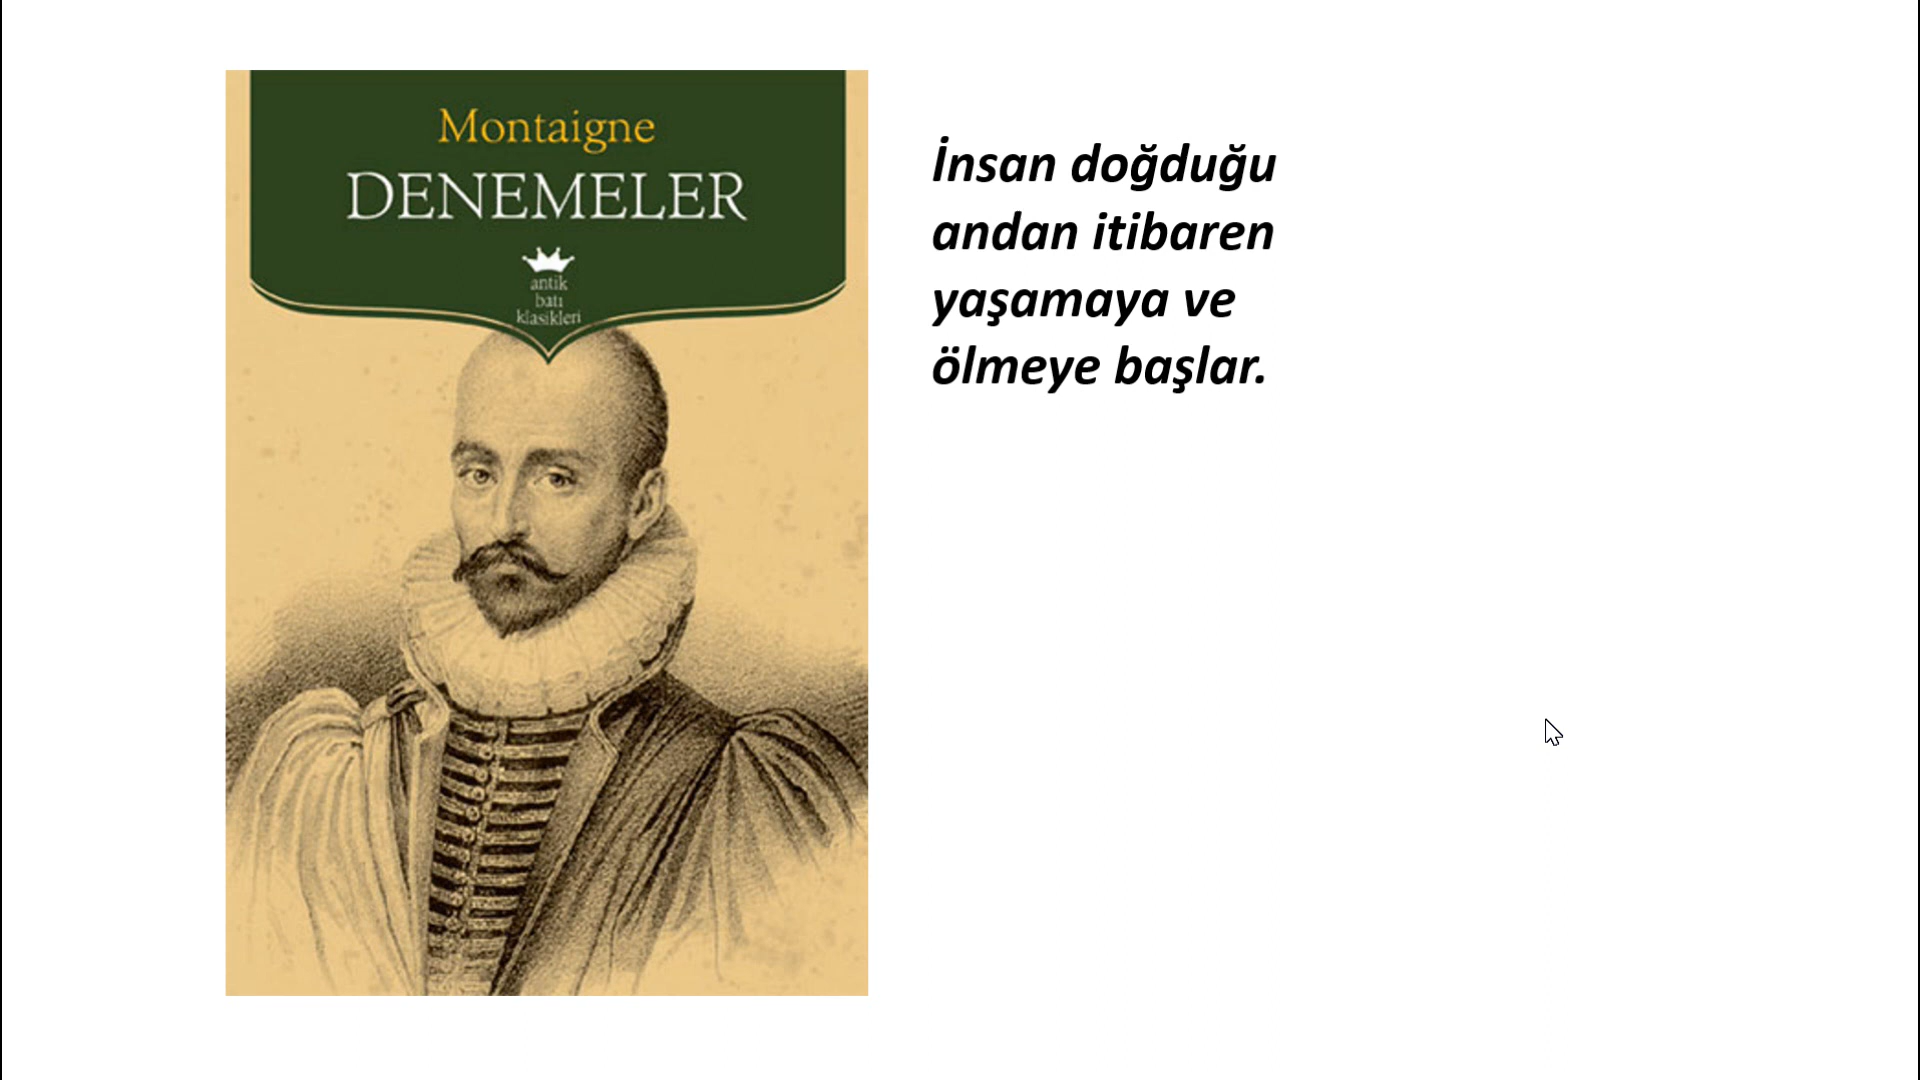 Montaigne
DENEMELER
antik
batı
klasikleri
İnsan doğduğu
andan itibaren
yaşamaya ve
ölmeye başlar.